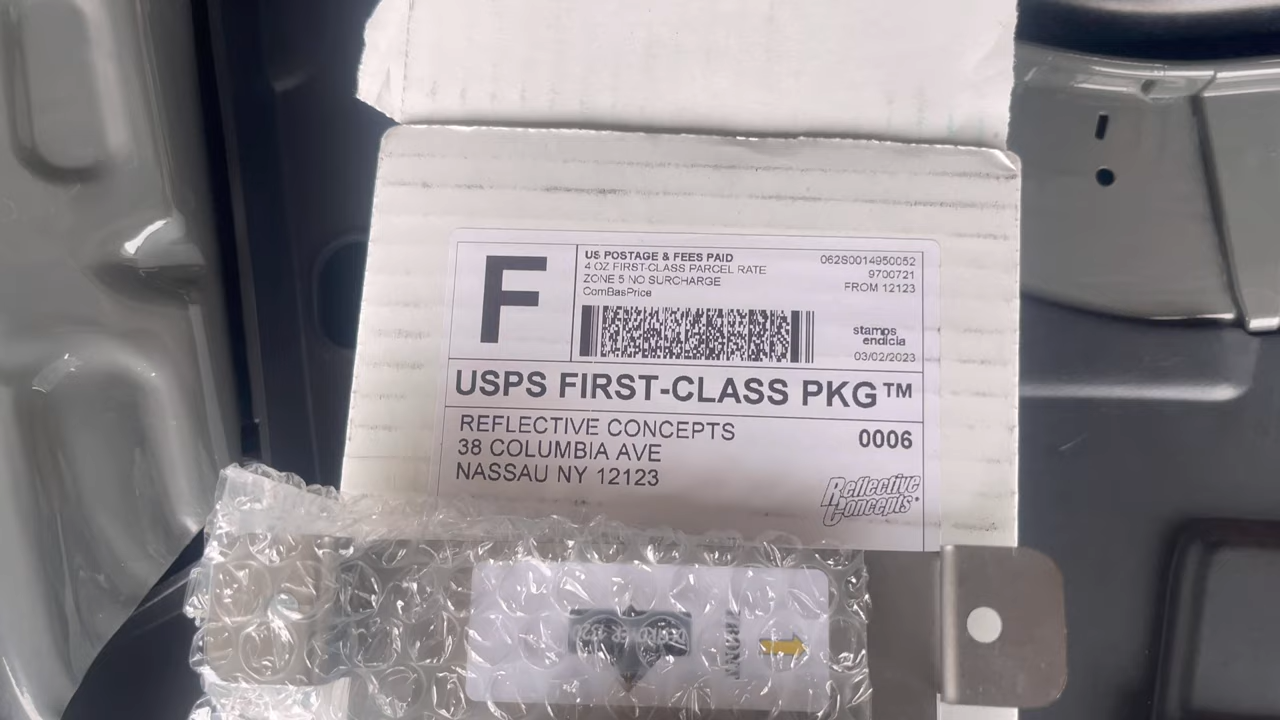 F
US POSTAGE & FEES PAID
4 OZ FIRST-CLASS PARCEL RATE
ZONE 5 NO SURCHARGE
ComBasPrice
062S0014950052
9700721
FROM 12123
stamps
endicia
03/02/2023
USPS FIRST-CLASS PKG™
REFLECTIVE CONCEPTS
38 COLUMBIA AVE
NASSAU NY 12123
0006
Reflective
Concepts